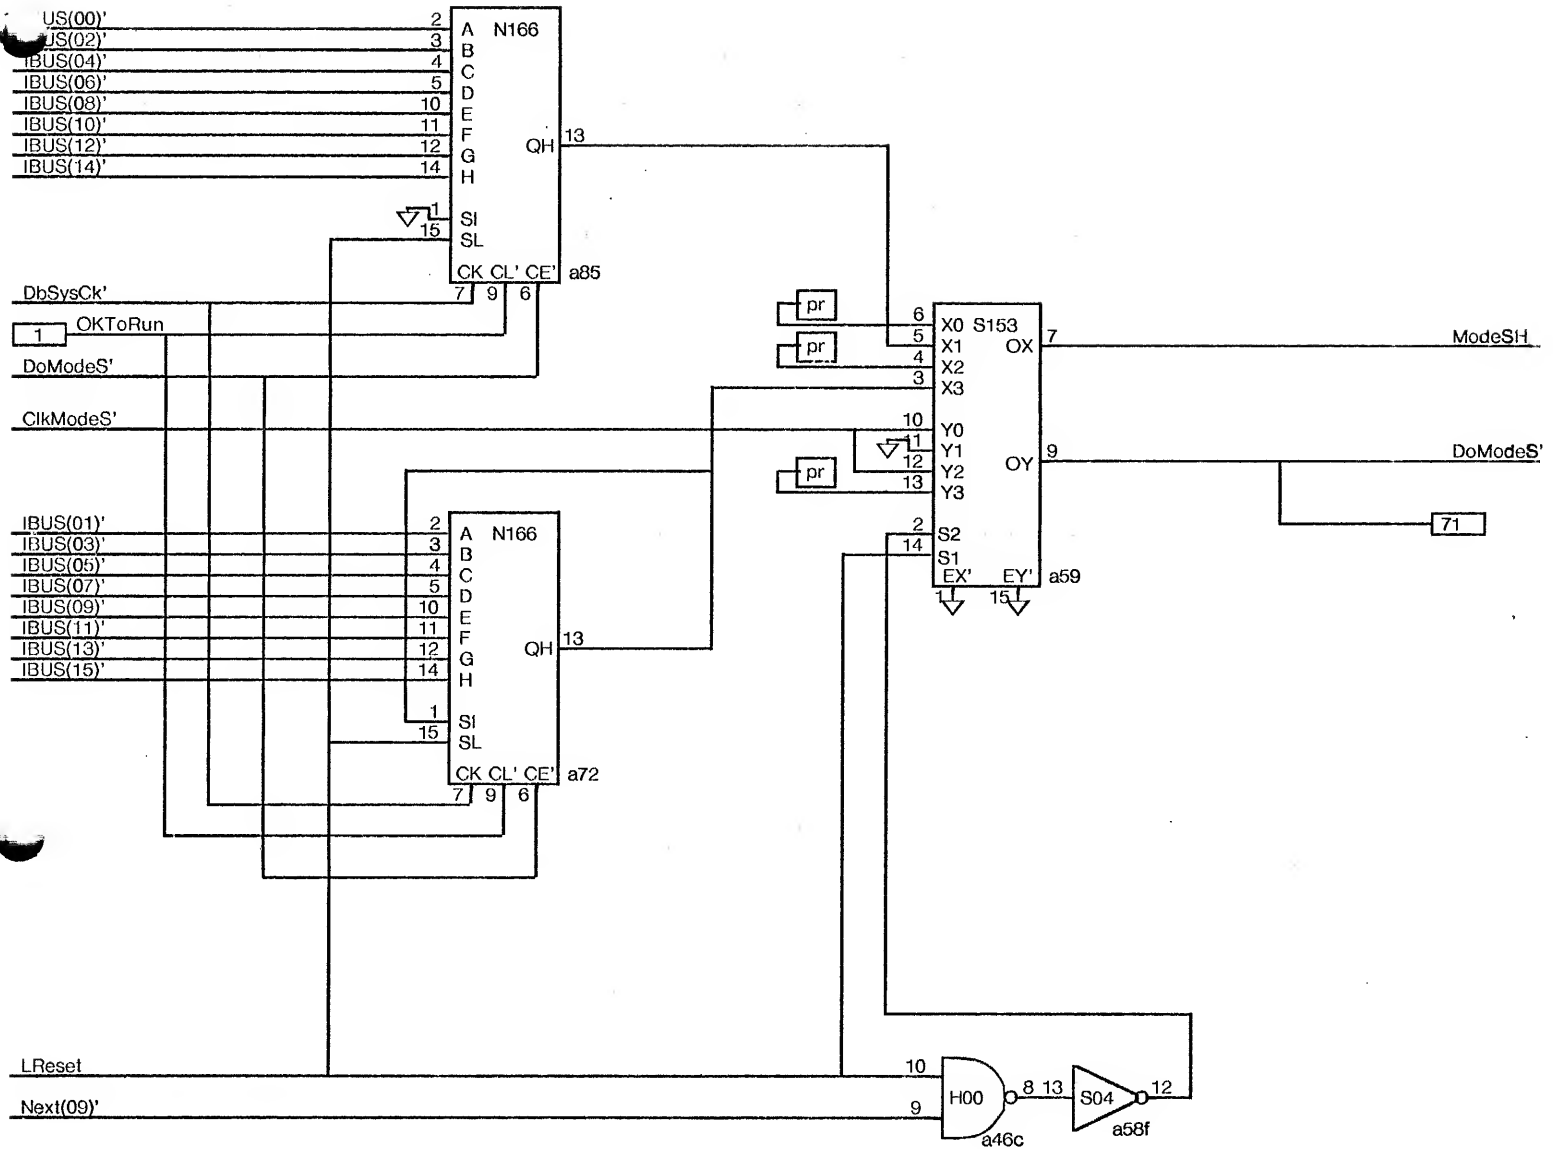 US(00)' 2 A N166
US(02)' 3 B
IBUS(04)' 4 C
IBUS(06)' 5 D
IBUS(08)' 10 E
IBUS(10)' 11 F
IBUS(12)' 12 G QH 13
IBUS(14)' 14 H
1 SI
15 SL
CK CL' CE' a85
7 9 6
DbSysCk'
1 OKToRun
DoModeS'
ClkModeS'
pr 6 X0 S153
5 X1 OX 7 ModeSH
pr 4 X2
3 X3
10 Y0
11 Y1
12 Y2 OY 9 DoModeS'
pr 13 Y3
2 S2 71
14 S1
EX' EY' a59
1 15
IBUS(01)' 2 A N166
IBUS(03)' 3 B
IBUS(05)' 4 C
IBUS(07)' 5 D
IBUS(09)' 10 E
IBUS(11)' 11 F
IBUS(13)' 12 G QH 13
IBUS(15)' 14 H
1 SI
15 SL
CK CL' CE' a72
7 9 6
LReset 10
H00 8 13 S04 12
Next(09)' 9
a46c a58f